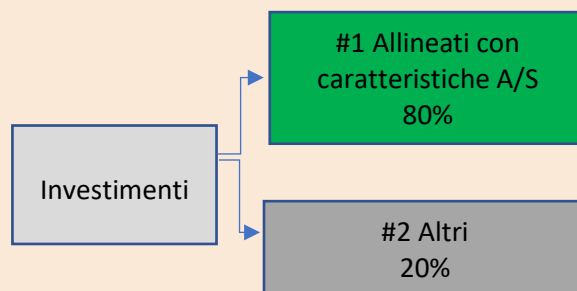 #1 Allineati con
caratteristiche A/S
80%
Investimenti
#2 Altri
20%